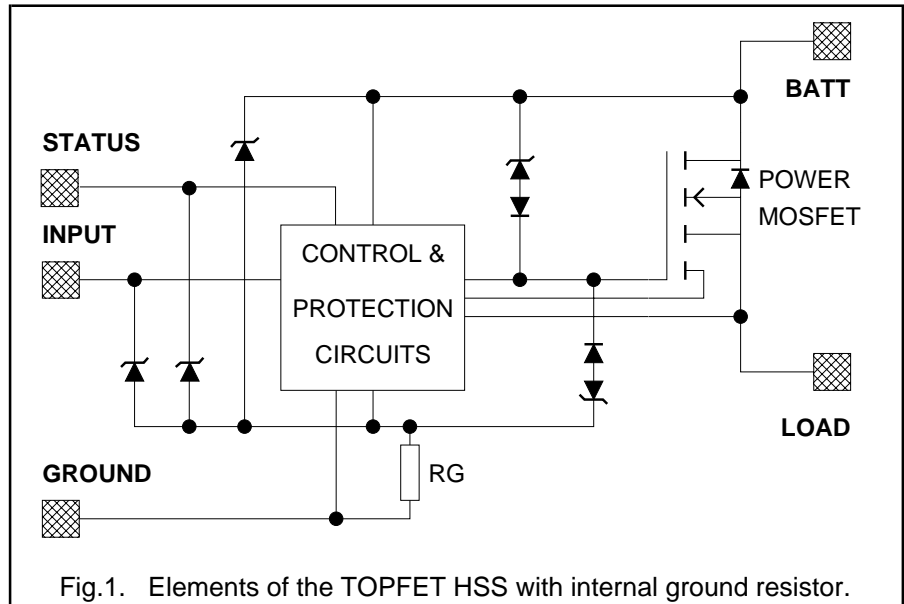 BATT
STATUS
POWER
MOSFET
INPUT
CONTROL &
PROTECTION
CIRCUITS
LOAD
GROUND
RG
Fig.1. Elements of the TOPFET HSS with internal ground resistor.